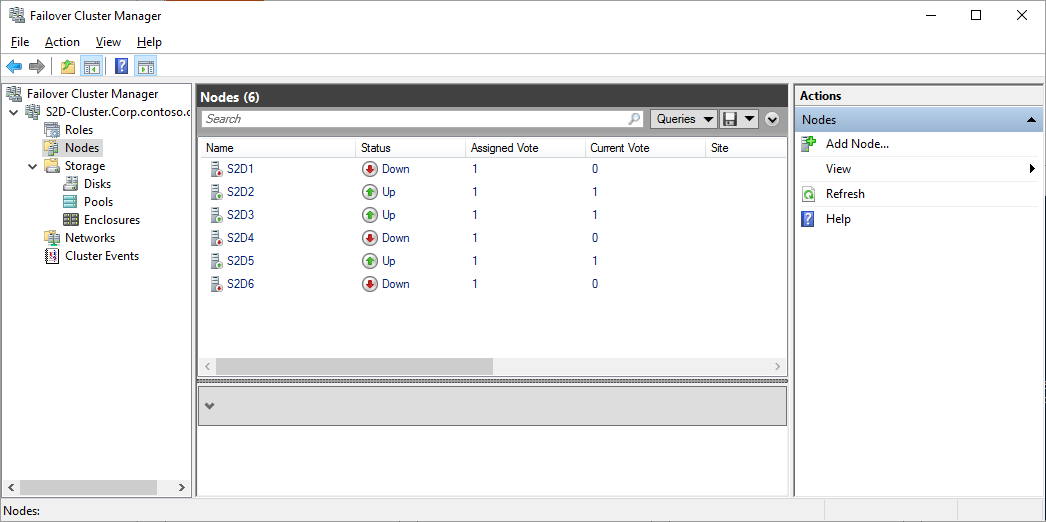 Failover Cluster Manager
File Action View Help
Failover Cluster Manager
S2D-Cluster.Corp.contoso.c
Roles
Nodes
Storage
Disks
Pools
Enclosures
Networks
Cluster Events
Nodes (6)
Search
Queries
Name Status Assigned Vote Current Vote Site
S2D1 Down 1 0
S2D2 Up 1 1
S2D3 Up 1 1
S2D4 Down 1 0
S2D5 Up 1 1
S2D6 Down 1 0
Actions
Nodes
Add Node...
View
Refresh
Help
Nodes: